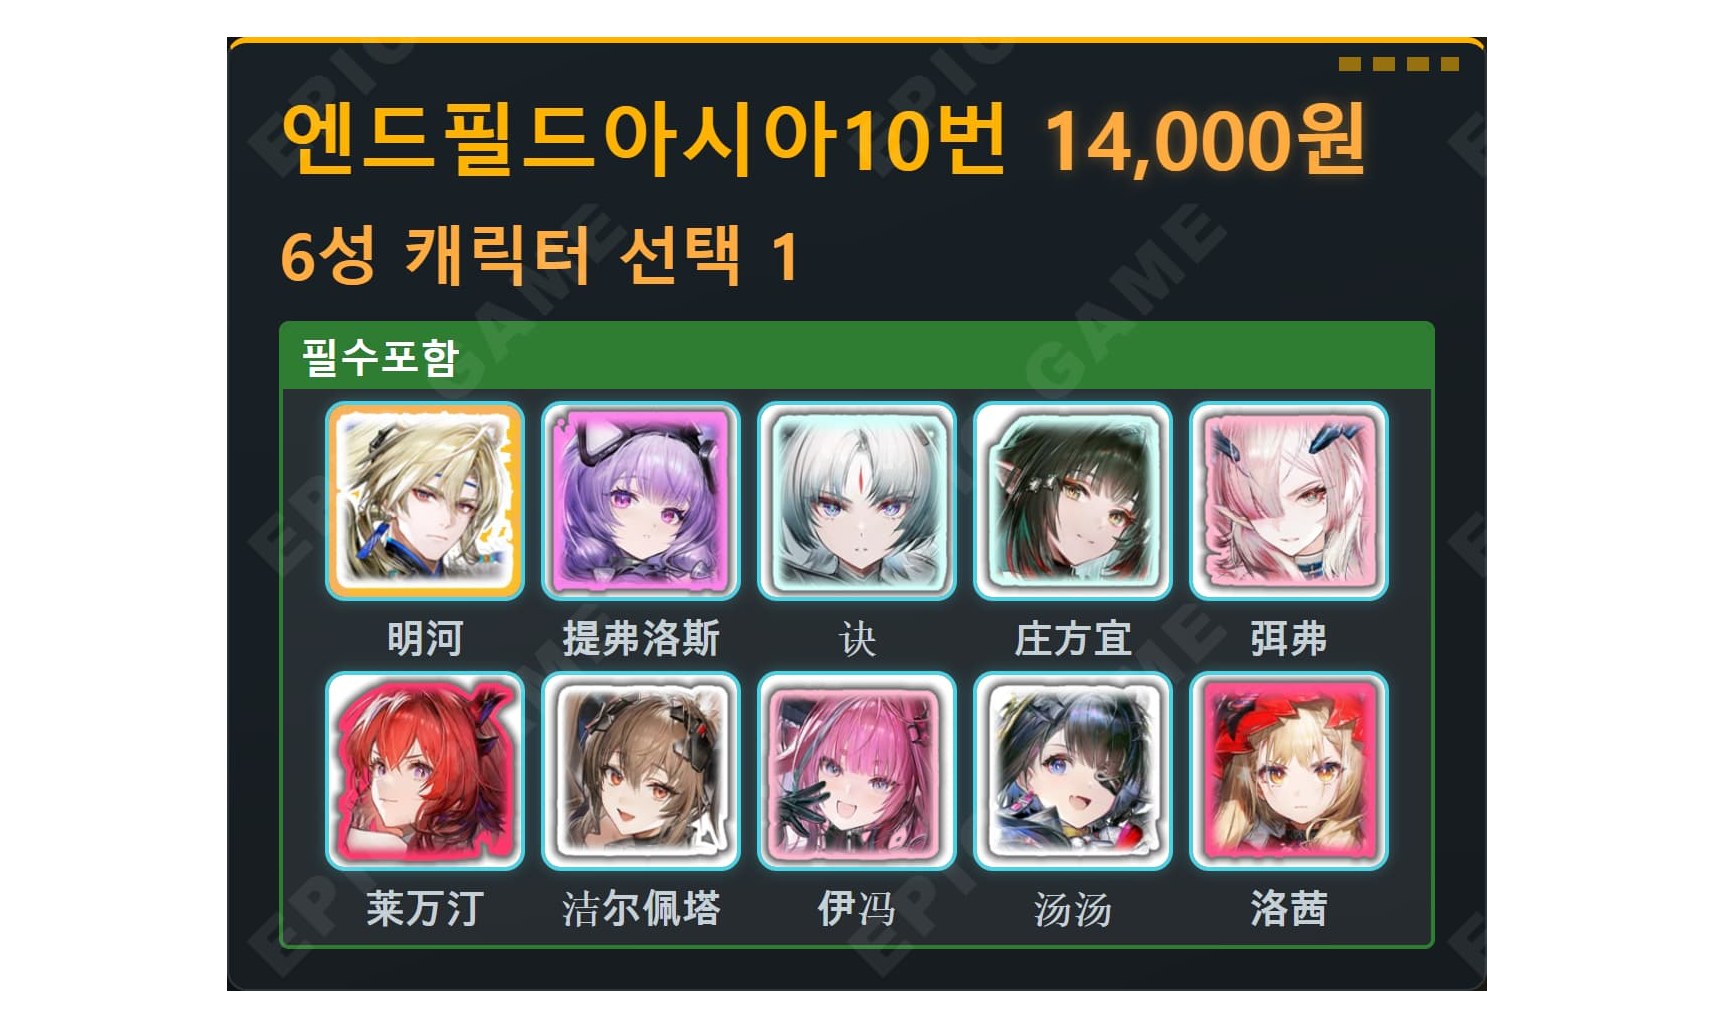 엔드필드아시아10번 14,000원
6성 캐릭터 선택 1
필수포함
明河 提弗洛斯 诀 庄方宜 弭弗
莱万汀 洁尔佩塔 伊冯 汤汤 洛茜
EPIC GAME